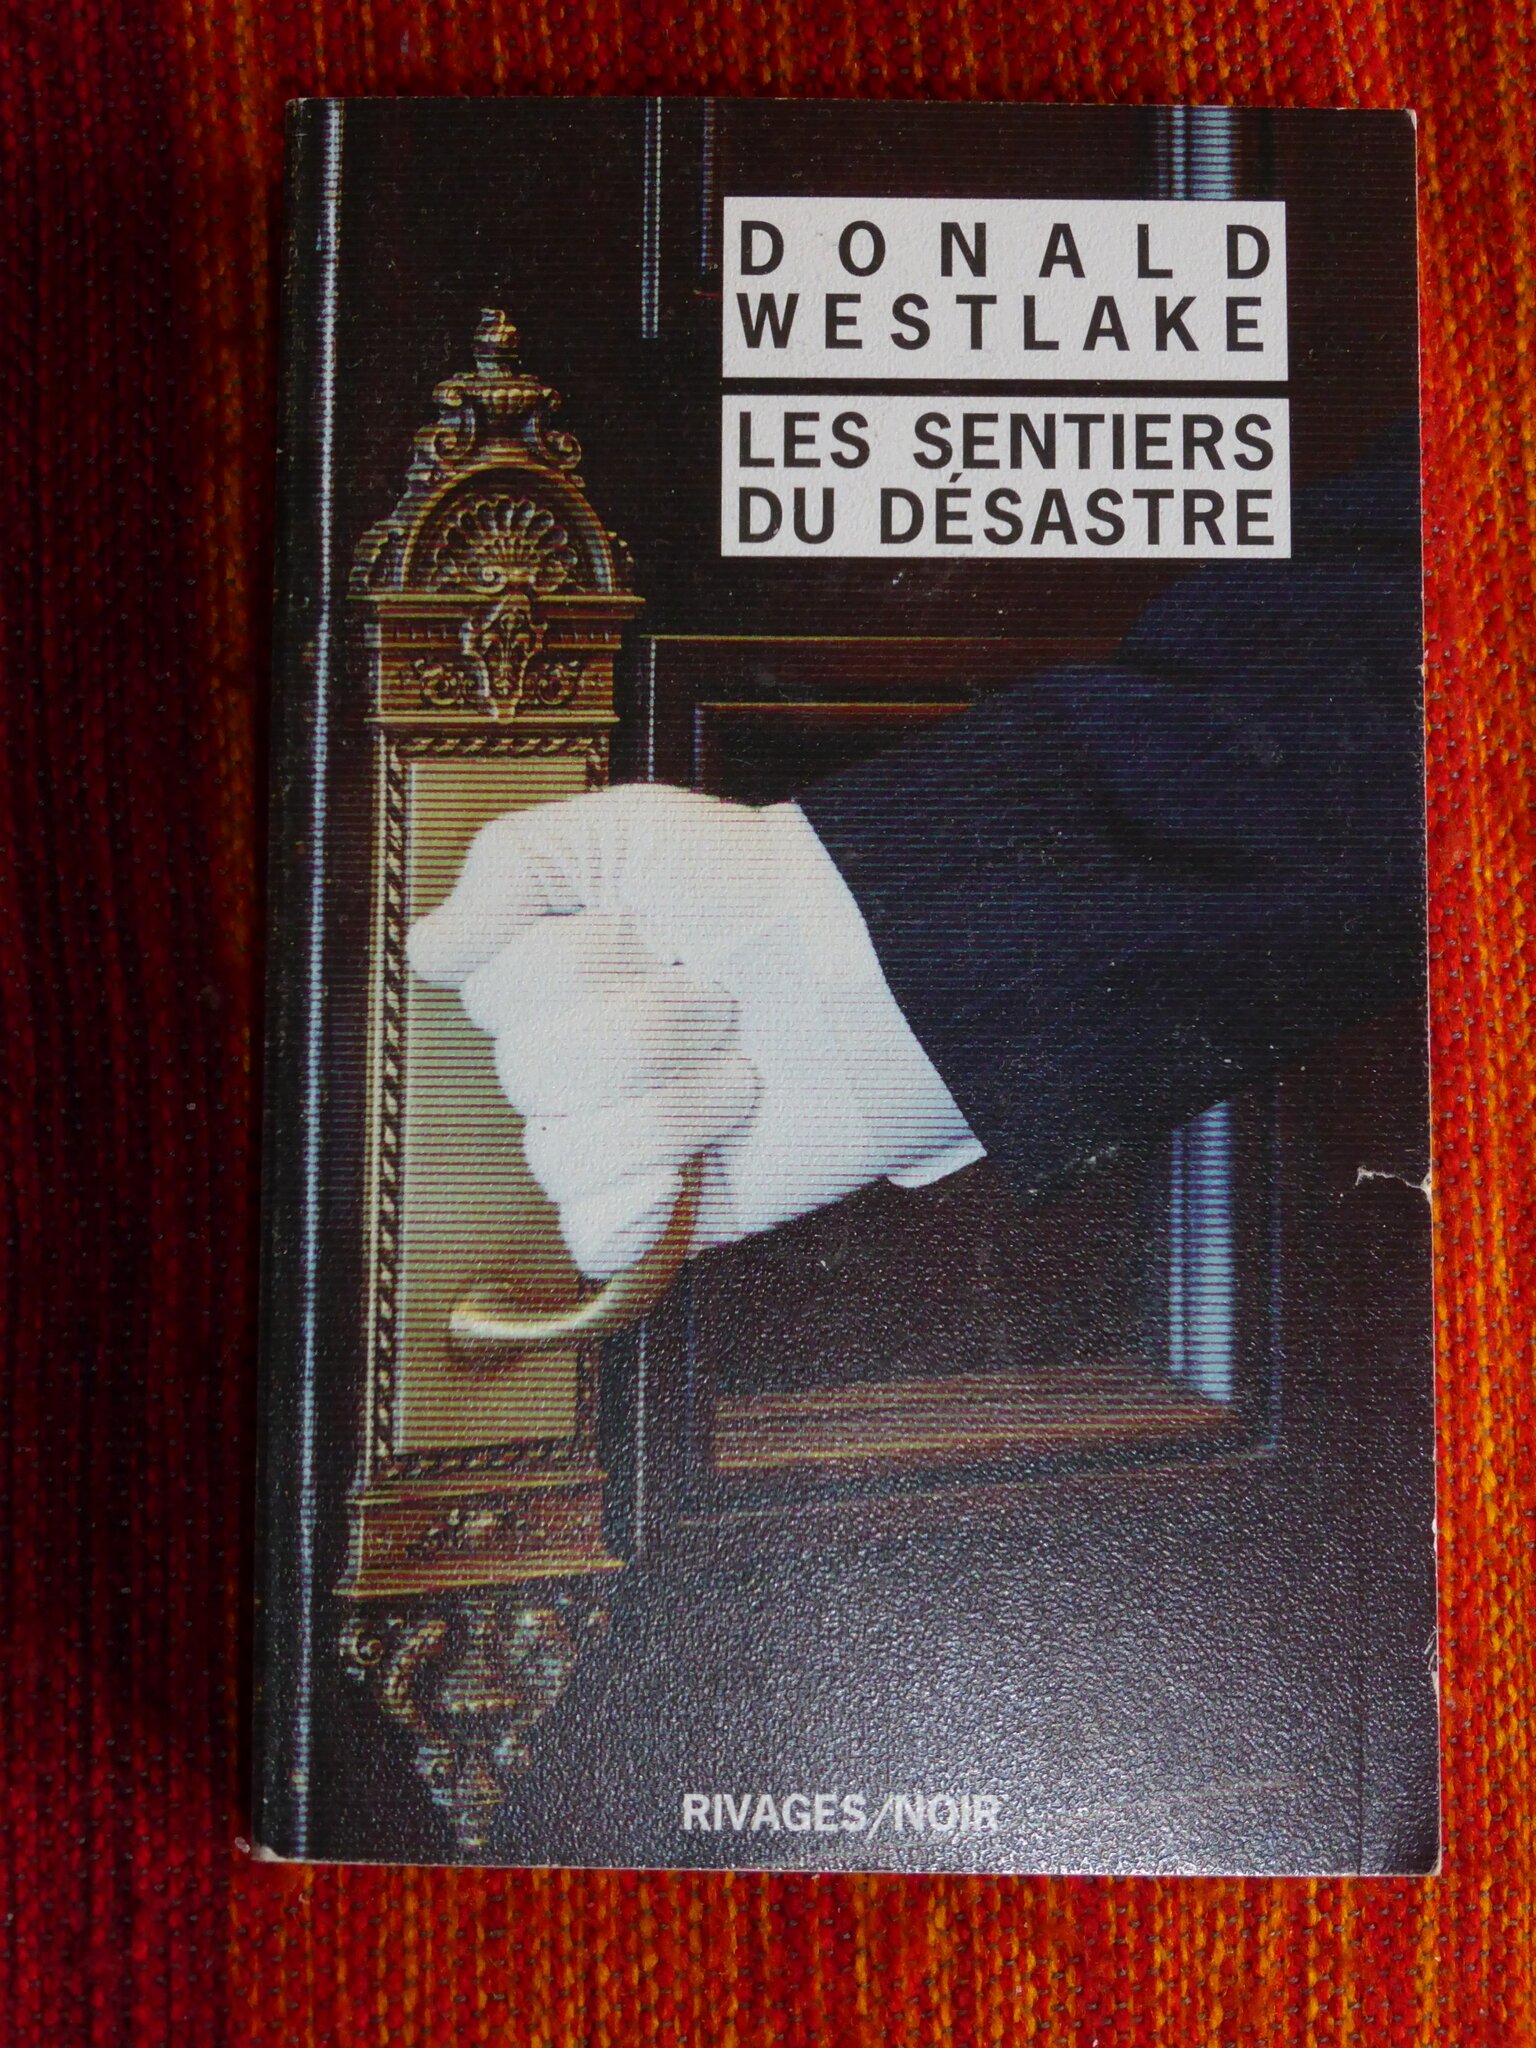 DONALD
WESTLAKE
LES SENTIERS
DU DÉSASTRE
RIVAGES/NOIR